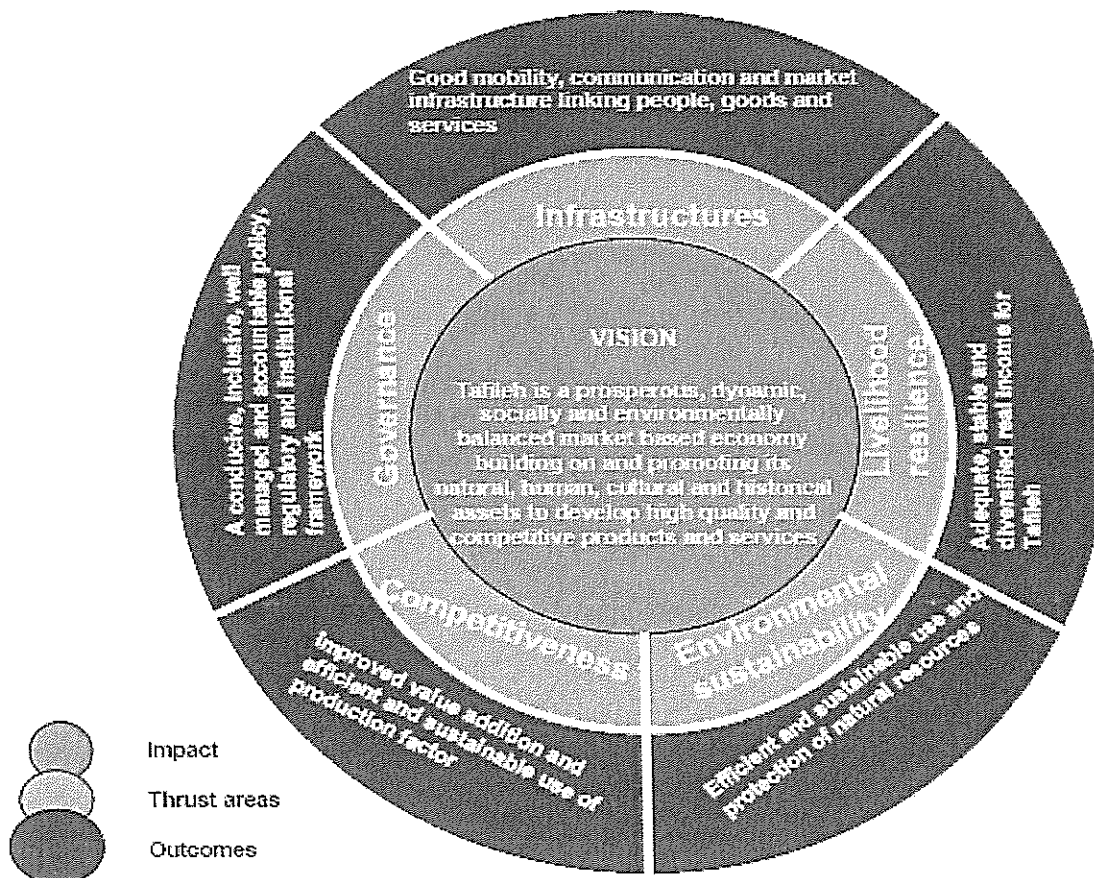 Good mobility, communication and market
infrastructure linking people, goods and
services
Infrastructures
A conducive, inclusive, well
managed and accountable policy,
regulatory and institutional
framework
Governance
VISION
Tafileh is a prosperous, dynamic,
socially and environmentally
balanced market based economy
building on and promoting its
natural, human, cultural and historical
assets to develop high quality and
competitive products and services
Livelihood
resilience
Adequate, stable and
diversified real income for
Tafileh
Competitiveness
Improved value addition and
efficient and sustainable use of
production factor
Environmental
sustainability
Efficient and sustainable use and
protection of natural resources
Impact
Thrust areas
Outcomes